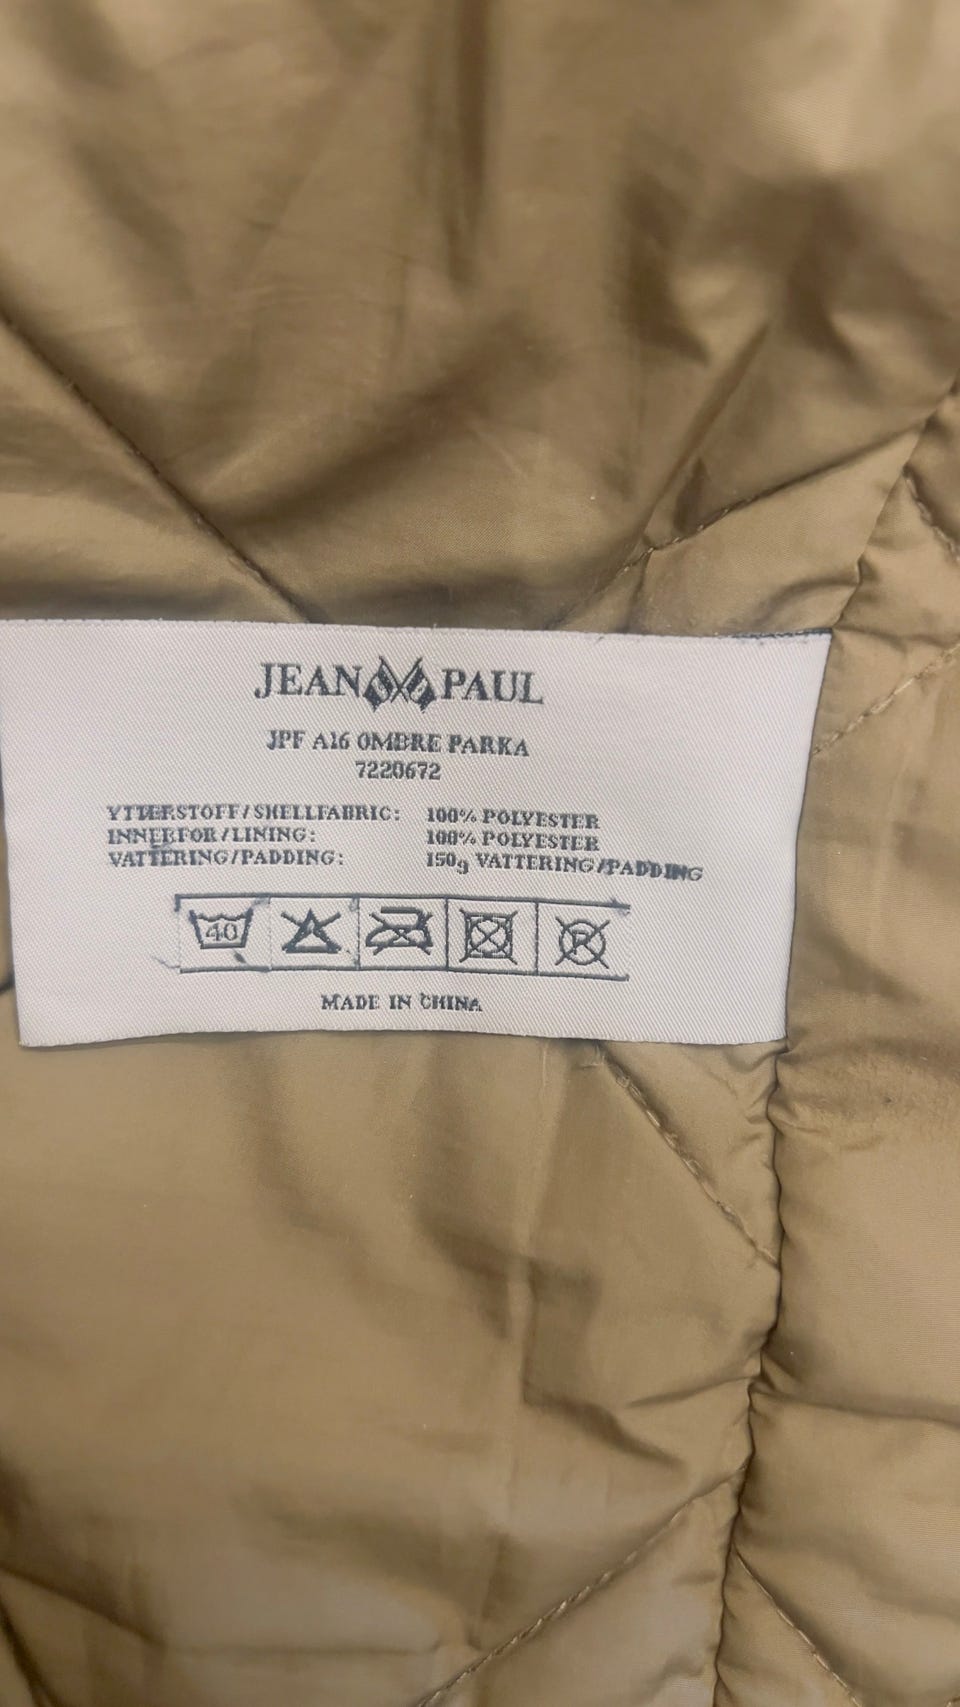 JEAN PAUL
JPF A16 OMBRE PARKA
7220672
YTTERSTOFF/SHELLFABRIC: 100% POLYESTER
INNERFOR/LINING: 100% POLYESTER
VATTERING/PADDING: 150g VATTERING/PADDING
40 R
MADE IN CHINA